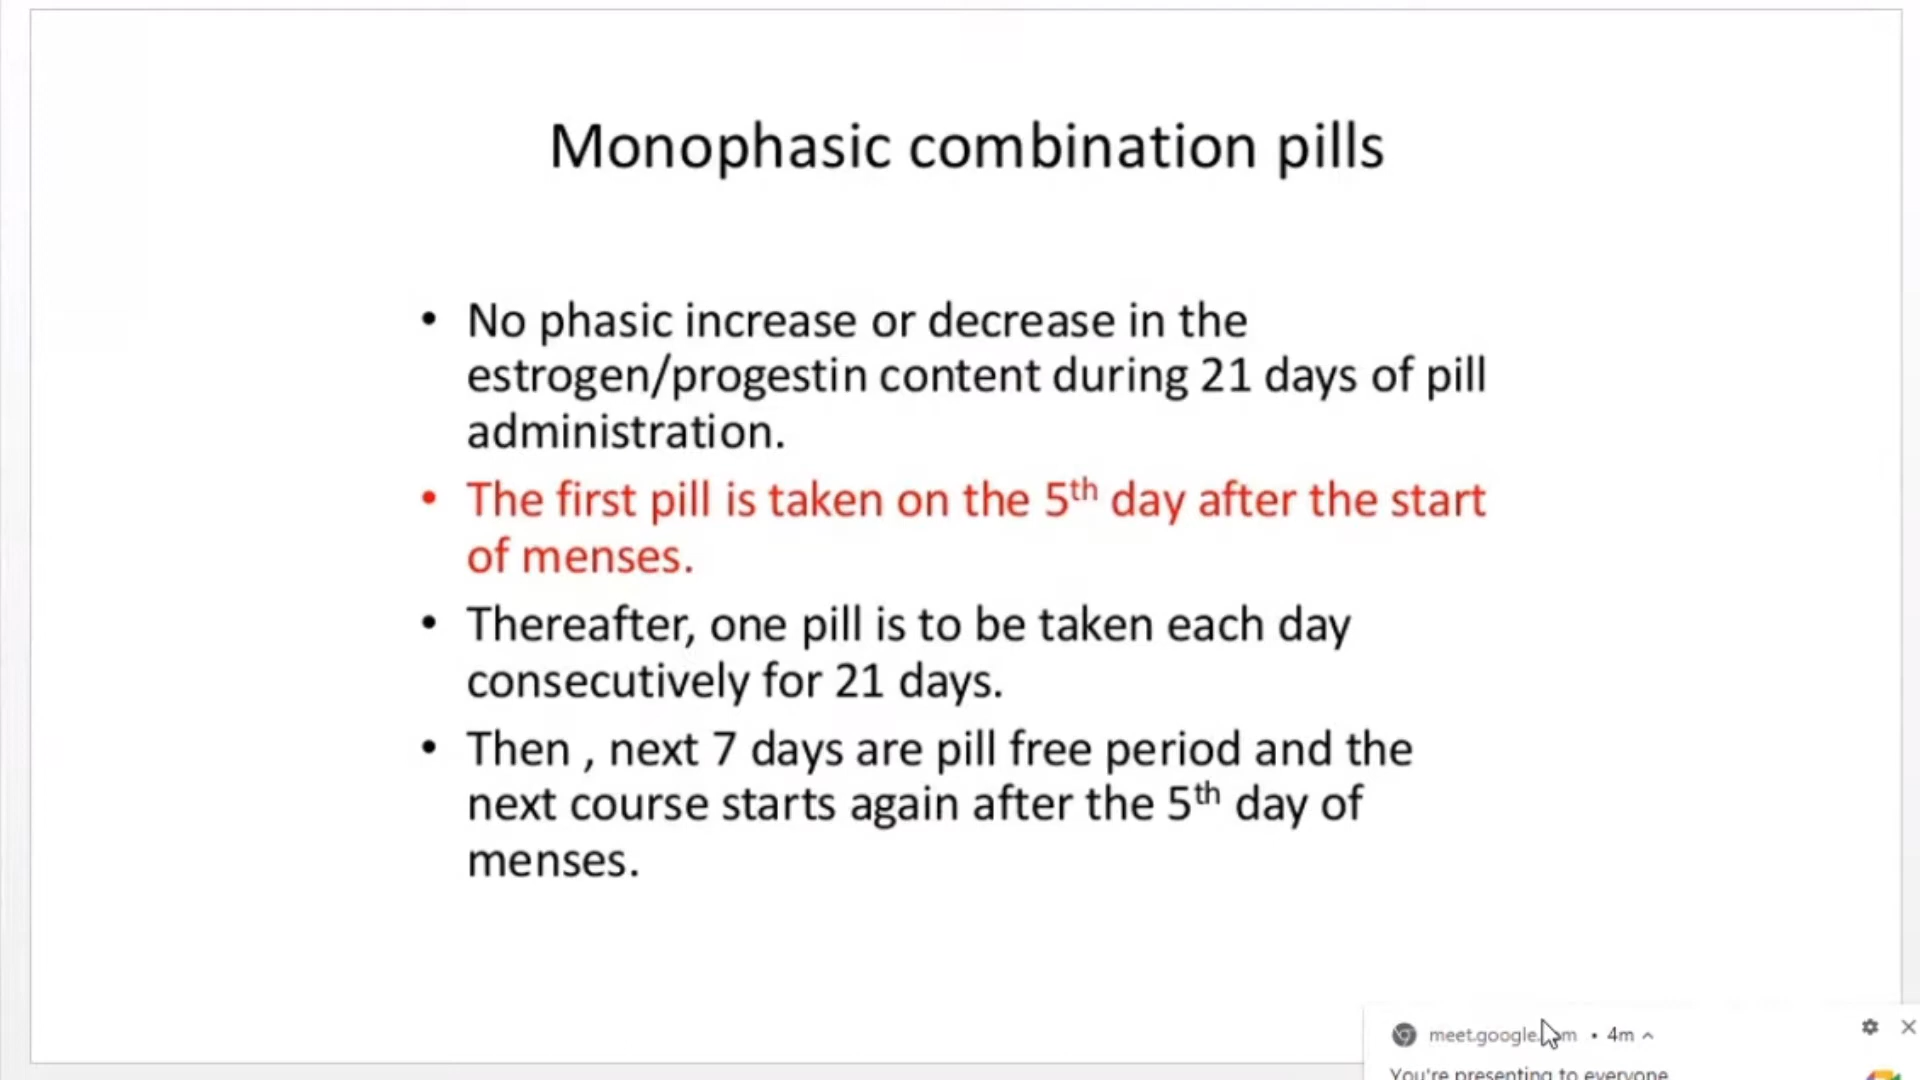 Monophasic combination pills
• No phasic increase or decrease in the
estrogen/progestin content during 21 days of pill
administration.
• The first pill is taken on the 5th day after the start
of menses.
• Thereafter, one pill is to be taken each day
consecutively for 21 days.
• Then , next 7 days are pill free period and the
next course starts again after the 5th day of
menses.
meet.google. m • 4m
You're presenting to everyone